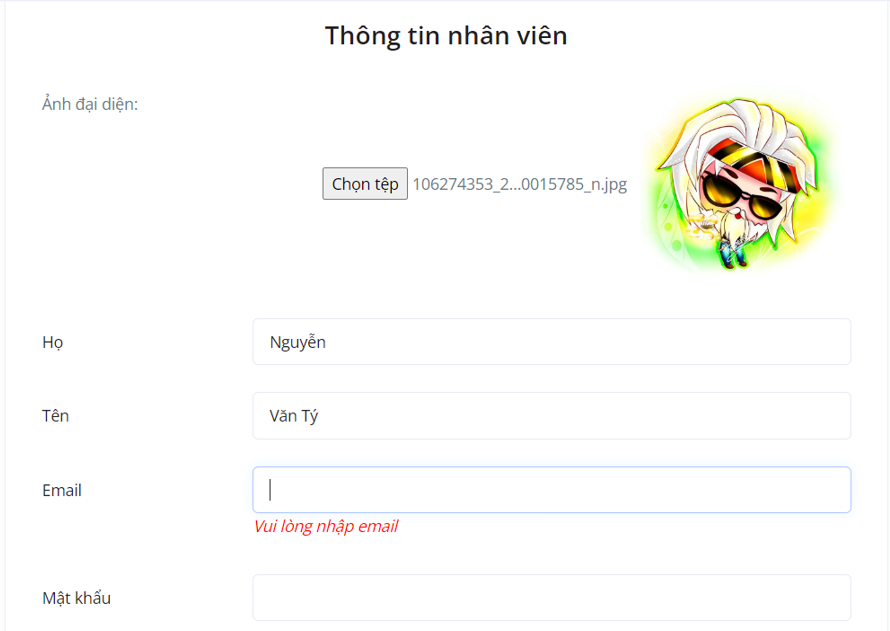 Thông tin nhân viên
Ảnh đại diện:
Chọn tệp 106274353_2...0015785_n.jpg
Họ
Nguyễn
Tên
Văn Tý
Email
Vui lòng nhập email
Mật khẩu